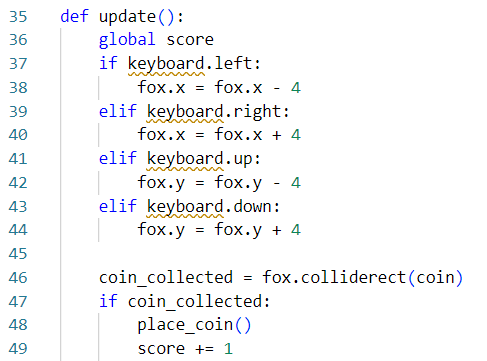 35 def update():
36     global score
37     if keyboard.left:
38         fox.x = fox.x - 4
39     elif keyboard.right:
40         fox.x = fox.x + 4
41     elif keyboard.up:
42         fox.y = fox.y - 4
43     elif keyboard.down:
44         fox.y = fox.y + 4
45
46     coin_collected = fox.colliderect(coin)
47     if coin_collected:
48         place_coin()
49         score += 1